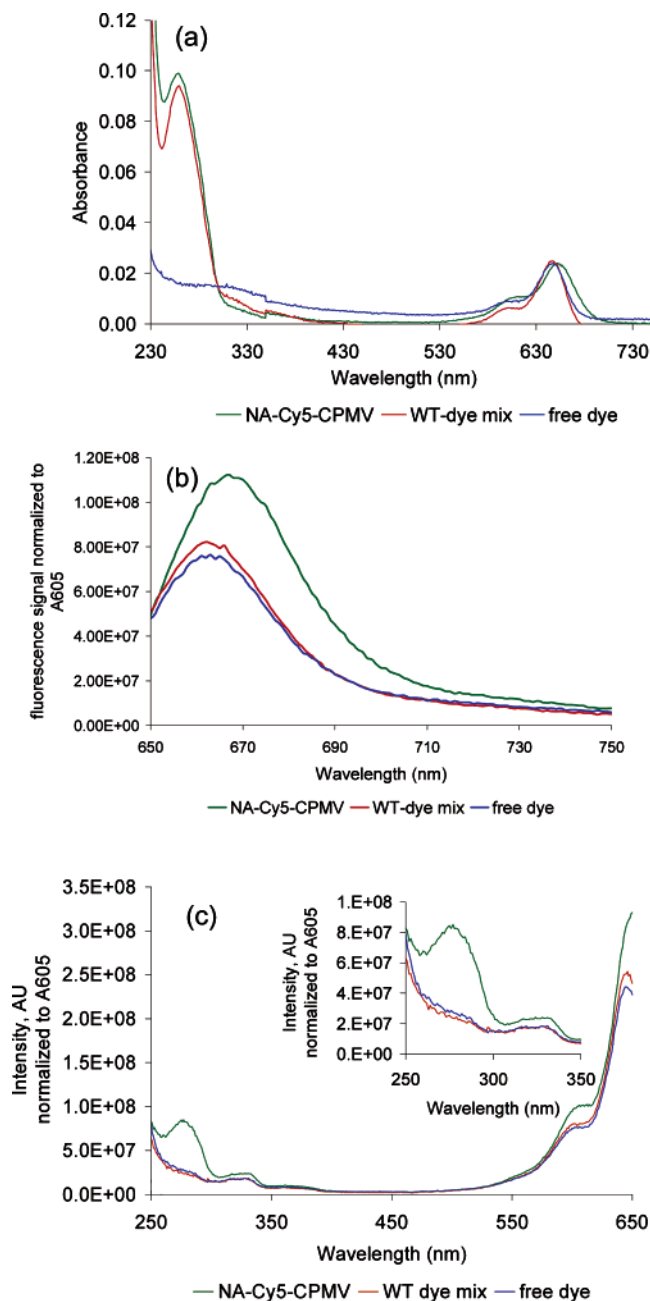 (a)
Absorbance
0.12
0.10
0.08
0.06
0.04
0.02
0.00
230 330 430 530 630 730
Wavelength (nm)
NA-Cy5-CPMV WT-dye mix free dye
(b)
fluorescence signal normalized to
A605
1.20E+08
1.00E+08
8.00E+07
6.00E+07
4.00E+07
2.00E+07
0.00E+00
650 670 690 710 730 750
Wavelength (nm)
NA-Cy5-CPMV WT-dye mix free dye
(c)
Intensity, AU
normalized to A605
3.5E+08
3.0E+08
2.5E+08
2.0E+08
1.5E+08
1.0E+08
5.0E+07
0.0E+00
250 350 450 550 650
Wavelength (nm)
Intensity, AU
normalized to A605
1.E+08
8.E+07
6.E+07
4.E+07
2.E+07
0.E+00
250 300 350
Wavelength (nm)
NA-Cy5-CPMV WT dye mix free dye